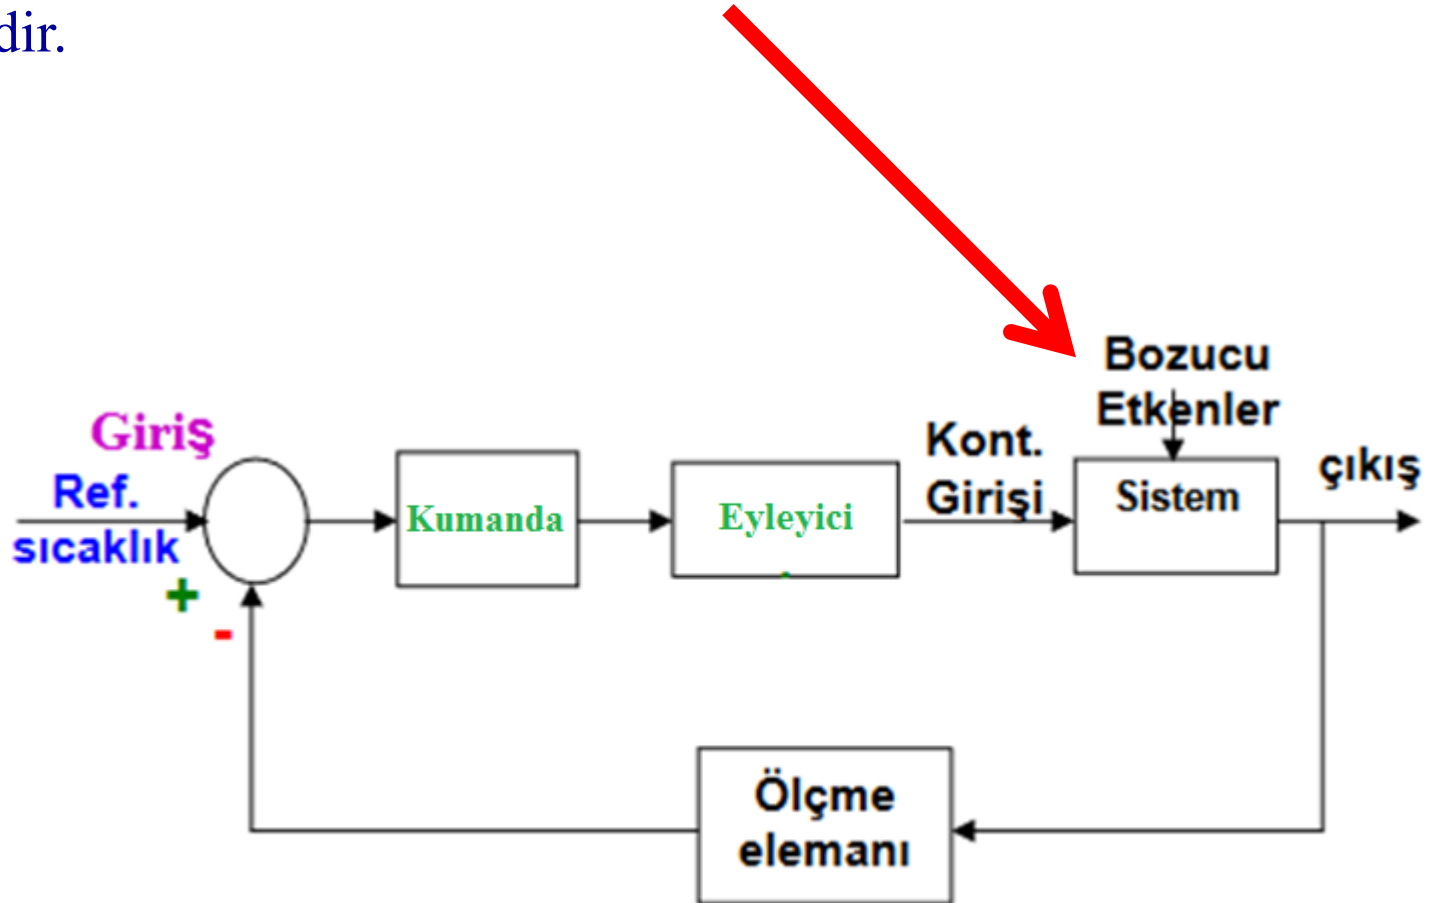 dir.
Bozucu
Etkenler
Giriş
Ref.
sıcaklık
+
-
Kumanda
Eyleyici
Kont.
Girişi
Sistem
çıkış
Ölçme
elemanı